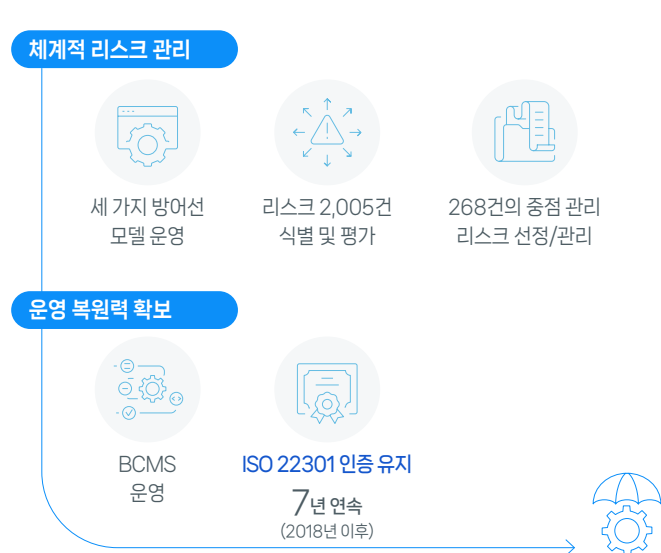 체계적 리스크 관리
세 가지 방어선
모델 운영
리스크 2,005건
식별 및 평가
268건의 중점 관리
리스크 선정/관리
운영 복원력 확보
BCMS
운영
ISO 22301 인증 유지
7년 연속
(2018년 이후)